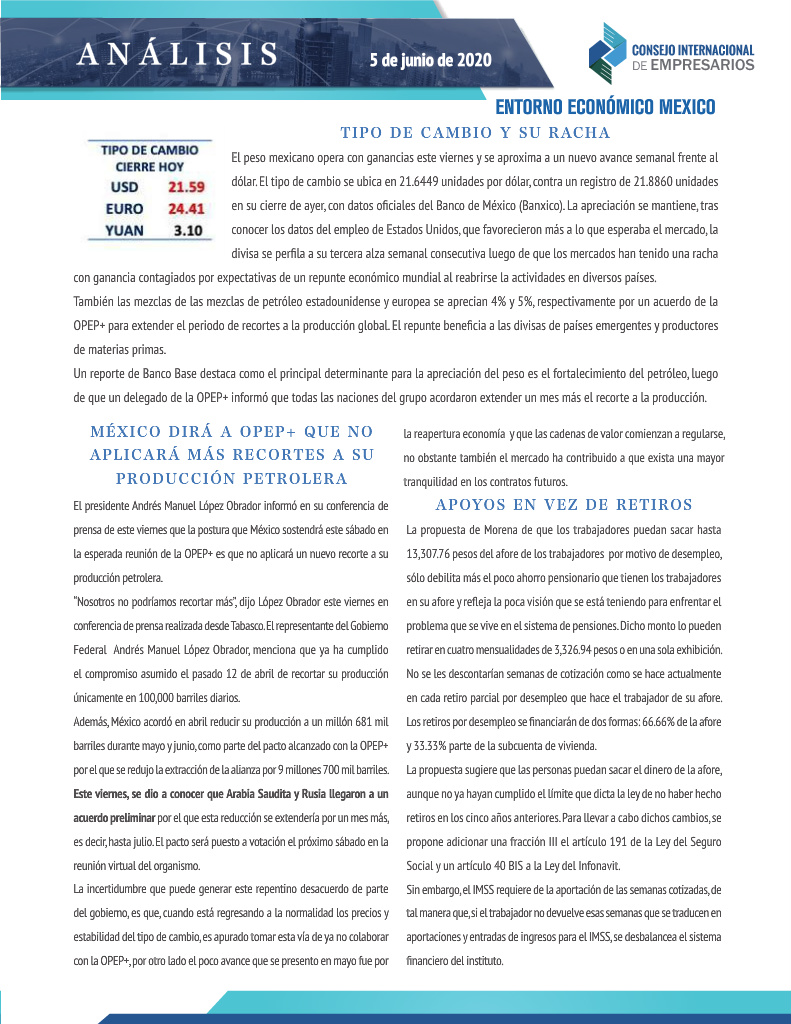 ANÁLISIS
5 de junio de 2020
CONSEJO INTERNACIONAL
DE EMPRESARIOS
ENTORNO ECONÓMICO MEXICO
TIPO DE CAMBIO Y SU RACHA
TIPO DE CAMBIO
CIERRE HOY
USD 21.59
EURO 24.41
YUAN 3.10
El peso mexicano opera con ganancias este viernes y se aproxima a un nuevo avance semanal frente al
dólar. El tipo de cambio se ubica en 21.6449 unidades por dólar, contra un registro de 21.8860 unidades
en su cierre de ayer, con datos oficiales del Banco de México (Banxico). La apreciación se mantiene, tras
conocer los datos del empleo de Estados Unidos, que favorecieron más a lo que esperaba el mercado, la
divisa se perfila a su tercera alza semanal consecutiva luego de que los mercados han tenido una racha
con ganancia contagiados por expectativas de un repunte económico mundial al reabrirse la actividades en diversos países.
También las mezclas de las mezclas de petróleo estadounidense y europea se aprecian 4% y 5%, respectivamente por un acuerdo de la
OPEP+ para extender el periodo de recortes a la producción global. El repunte beneficia a las divisas de países emergentes y productores
de materias primas.
Un reporte de Banco Base destaca como el principal determinante para la apreciación del peso es el fortalecimiento del petróleo, luego
de que un delegado de la OPEP+ informó que todas las naciones del grupo acordaron extender un mes más el recorte a la producción.
MÉXICO DIRÁ A OPEP+ QUE NO
APLICARÁ MÁS RECORTES A SU
PRODUCCIÓN PETROLERA
El presidente Andrés Manuel López Obrador informó en su conferencia de
prensa de este viernes que la postura que México sostendrá este sábado en
la esperada reunión de la OPEP+ es que no aplicará un nuevo recorte a su
producción petrolera.
“Nosotros no podríamos recortar más”, dijo López Obrador este viernes en
conferencia de prensa realizada desde Tabasco. El representante del Gobierno
Federal Andrés Manuel López Obrador, menciona que ya ha cumplido
el compromiso asumido el pasado 12 de abril de recortar su producción
únicamente en 100,000 barriles diarios.
Además, México acordó en abril reducir su producción a un millón 681 mil
barriles durante mayo y junio, como parte del pacto alcanzado con la OPEP+
por el que se redujo la extracción de la alianza por 9 millones 700 mil barriles.
Este viernes, se dio a conocer que Arabia Saudita y Rusia llegaron a un
acuerdo preliminar por el que esta reducción se extendería por un mes más,
es decir, hasta julio. El pacto será puesto a votación el próximo sábado en la
reunión virtual del organismo.
La incertidumbre que puede generar este repentino desacuerdo de parte
del gobierno, es que, cuando está regresando a la normalidad los precios y
estabilidad del tipo de cambio, es apurado tomar esta vía de ya no colaborar
con la OPEP+, por otro lado el poco avance que se presento en mayo fue por
la reapertura economía y que las cadenas de valor comienzan a regularse,
no obstante también el mercado ha contribuido a que exista una mayor
tranquilidad en los contratos futuros.
APOYOS EN VEZ DE RETIROS
La propuesta de Morena de que los trabajadores puedan sacar hasta
13,307.76 pesos del afore de los trabajadores por motivo de desempleo,
sólo debilita más el poco ahorro pensionario que tienen los trabajadores
en su afore y refleja la poca visión que se está teniendo para enfrentar el
problema que se vive en el sistema de pensiones. Dicho monto lo pueden
retirar en cuatro mensualidades de 3,326.94 pesos o en una sola exhibición.
No se les descontarían semanas de cotización como se hace actualmente
en cada retiro parcial por desempleo que hace el trabajador de su afore.
Los retiros por desempleo se financiarán de dos formas: 66.66% de la afore
y 33.33% parte de la subcuenta de vivienda.
La propuesta sugiere que las personas puedan sacar el dinero de la afore,
aunque no ya hayan cumplido el límite que dicta la ley de no haber hecho
retiros en los cinco años anteriores. Para llevar a cabo dichos cambios, se
propone adicionar una fracción III el artículo 191 de la Ley del Seguro
Social y un artículo 40 BIS a la Ley del Infonavit.
Sin embargo, el IMSS requiere de la aportación de las semanas cotizadas, de
tal manera que, si el trabajador no devuelve esas semanas que se traducen en
aportaciones y entradas de ingresos para el IMSS, se desbalancea el sistema
financiero del instituto.